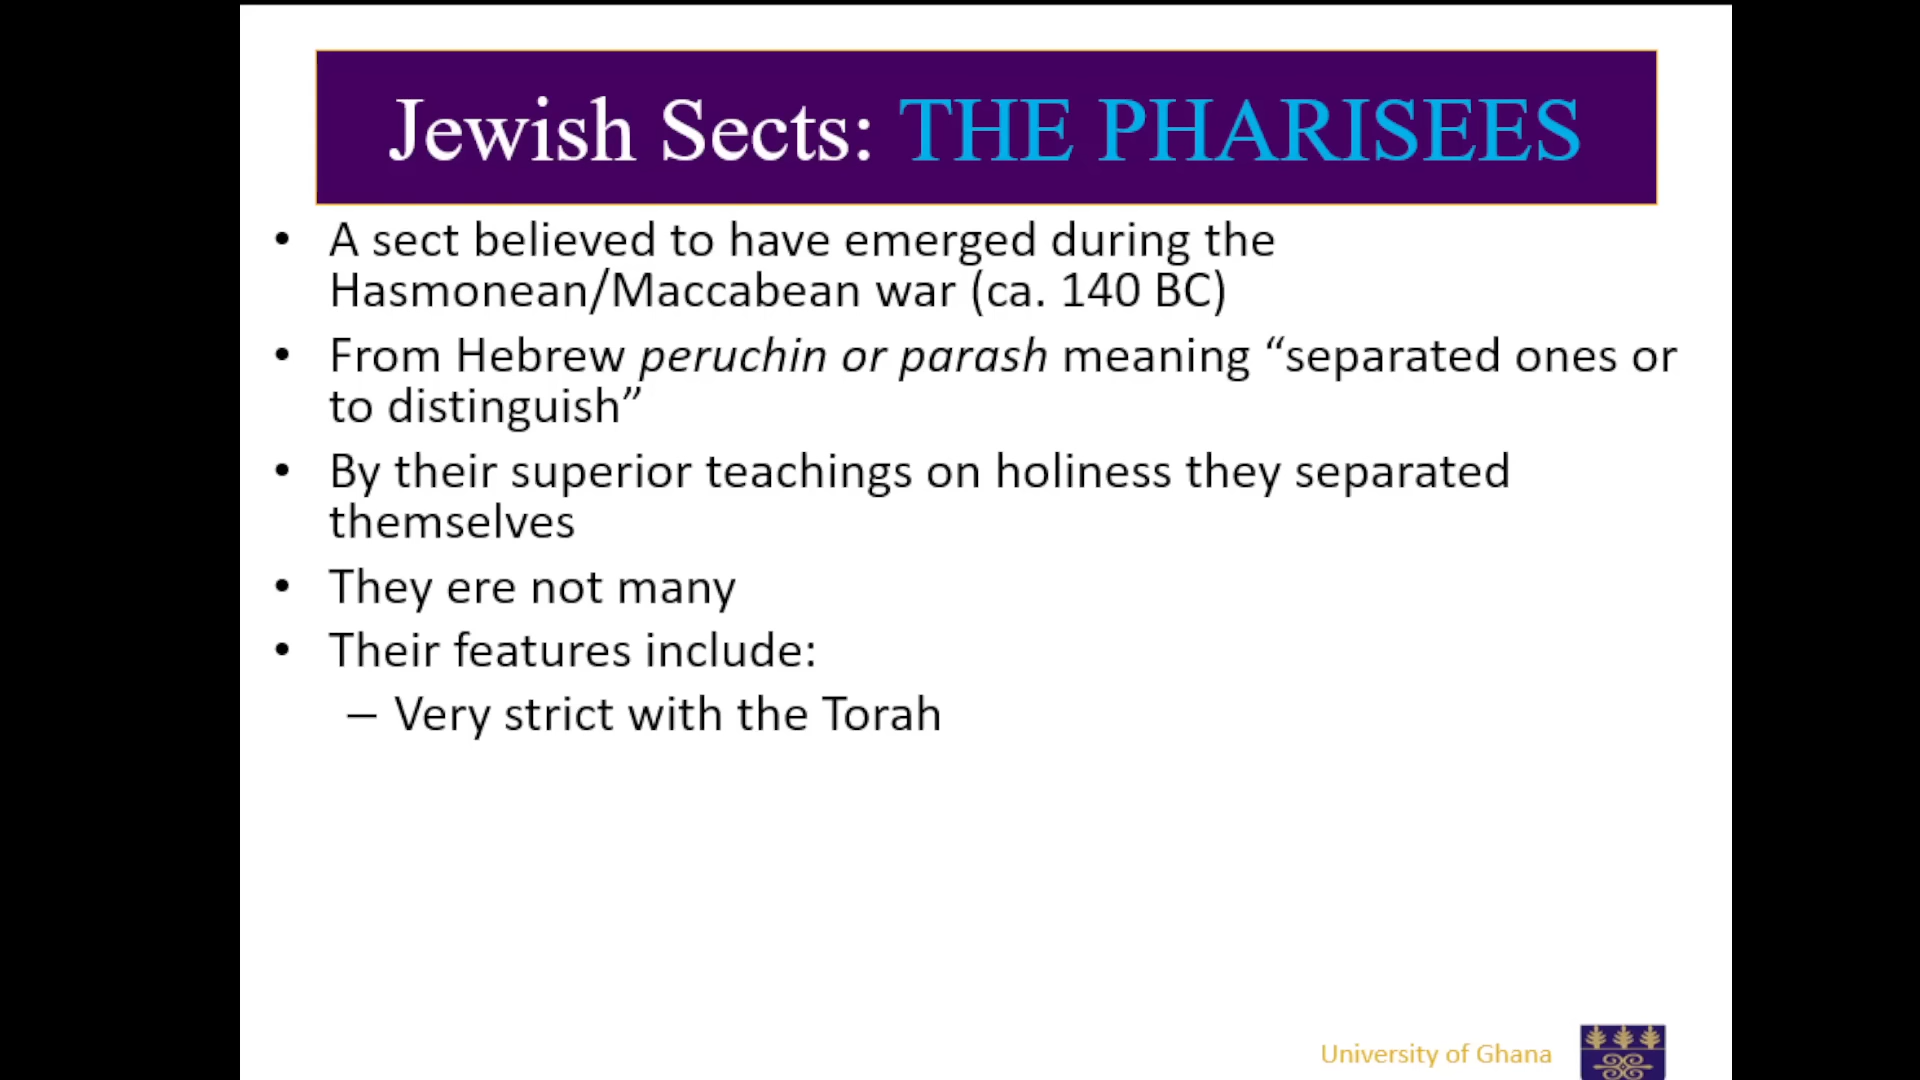 Jewish Sects: THE PHARISEES
• A sect believed to have emerged during the
Hasmonean/Maccabean war (ca. 140 BC)
• From Hebrew peruchin or parash meaning “separated ones or
to distinguish”
• By their superior teachings on holiness they separated
themselves
• They ere not many
• Their features include:
– Very strict with the Torah
University of Ghana